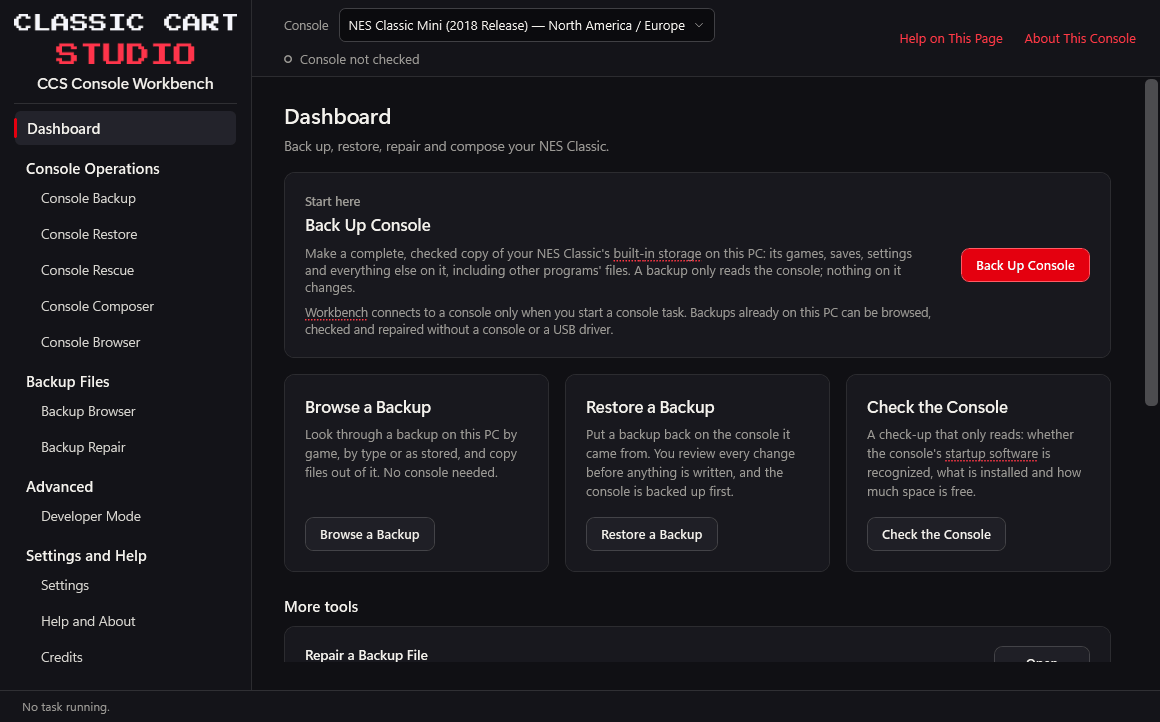 CLASSIC CART
STUDIO
CCS Console Workbench
Dashboard
Console Operations
Console Backup
Console Restore
Console Rescue
Console Composer
Console Browser
Backup Files
Backup Browser
Backup Repair
Advanced
Developer Mode
Settings and Help
Settings
Help and About
Credits
Console
NES Classic Mini (2018 Release) — North America / Europe
Console not checked
Help on This Page
About This Console
Dashboard
Back up, restore, repair and compose your NES Classic.
Start here
Back Up Console
Make a complete, checked copy of your NES Classic's built-in storage on this PC: its games, saves, settings
and everything else on it, including other programs' files. A backup only reads the console; nothing on it
changes.
Workbench connects to a console only when you start a console task. Backups already on this PC can be browsed,
checked and repaired without a console or a USB driver.
Back Up Console
Browse a Backup
Look through a backup on this PC by
game, by type or as stored, and copy
files out of it. No console needed.
Browse a Backup
Restore a Backup
Put a backup back on the console it
came from. You review every change
before anything is written, and the
console is backed up first.
Restore a Backup
Check the Console
A check-up that only reads: whether
the console's startup software is
recognized, what is installed and how
much space is free.
Check the Console
More tools
Repair a Backup File
Open
No task running.